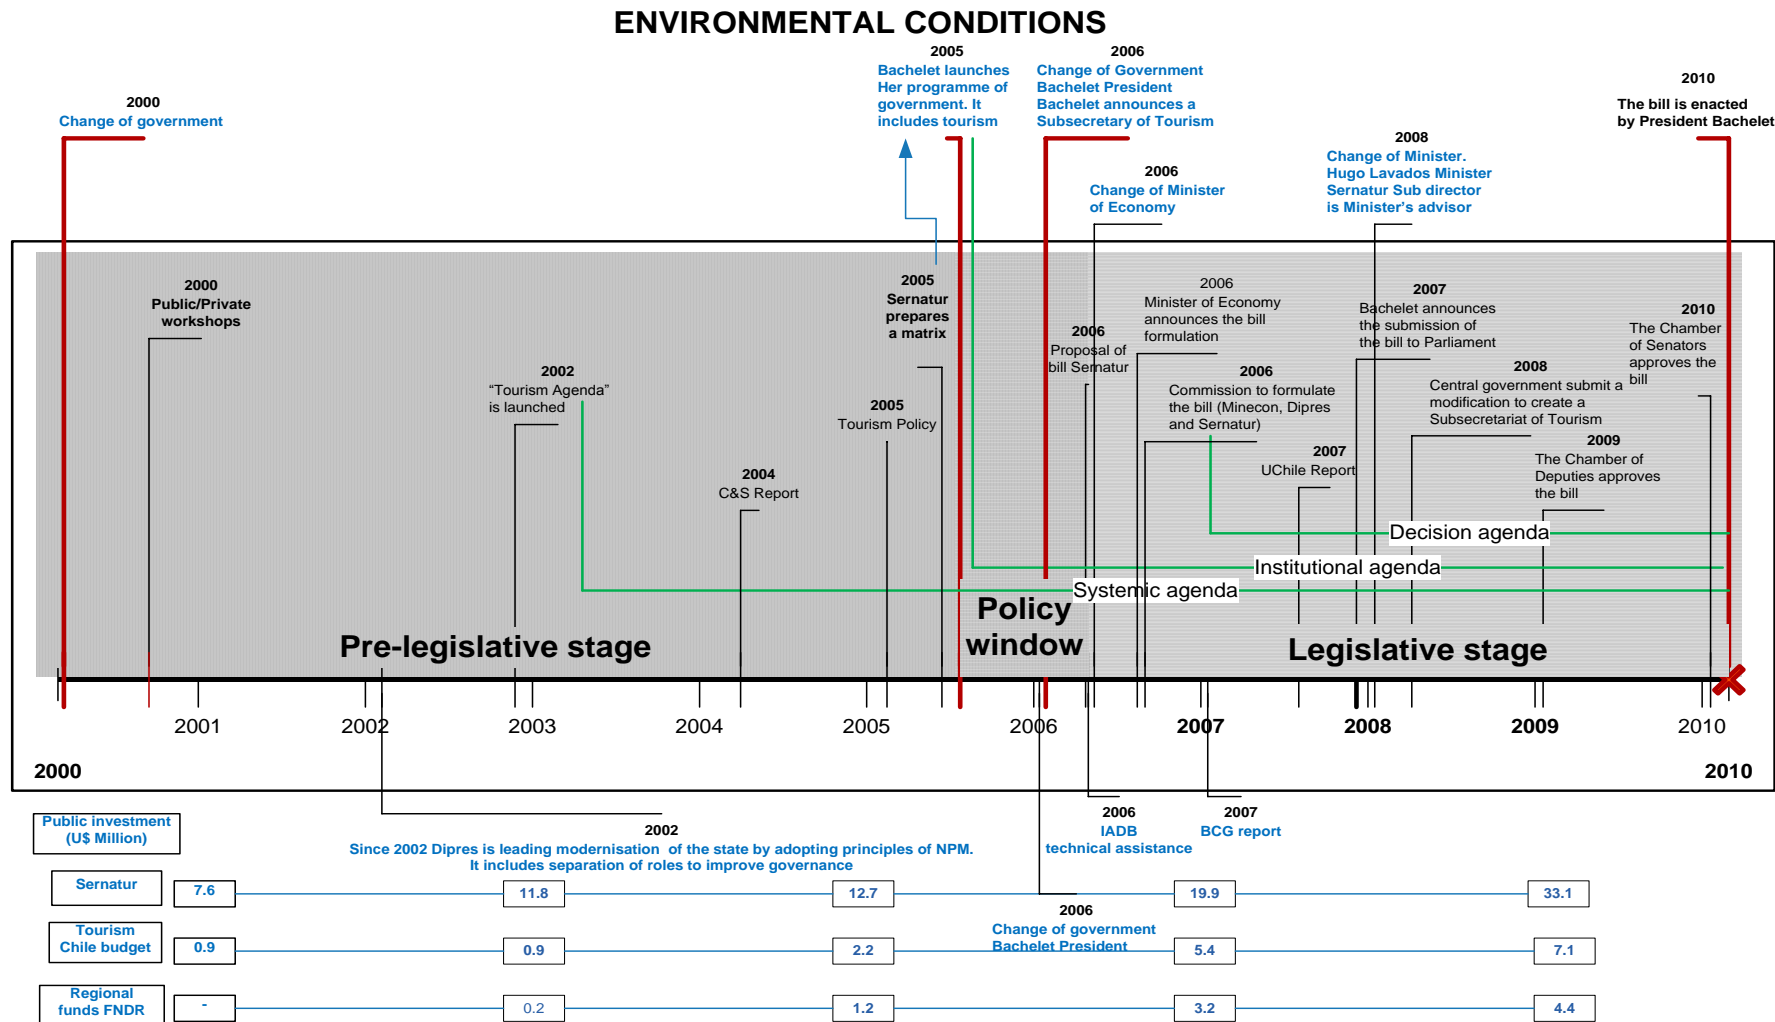 ENVIRONMENTAL CONDITIONS
2000
Change of government
2005
Bachelet launches
Her programme of
government. It
includes tourism
2006
Change of Government
Bachelet President
Bachelet announces a
Subsecretary of Tourism
2006
Change of Minister
of Economy
2008
Change of Minister.
Hugo Lavados Minister
Sernatur Sub director
is Minister’s advisor
2010
The bill is enacted
by President Bachelet
2000
Public/Private
workshops
2002
“Tourism Agenda”
is launched
2004
C&S Report
2005
Tourism Policy
2005
Sernatur
prepares
a matrix
2006
Proposal of
bill Sernatur
2006
Minister of Economy
announces the bill
formulation
2006
Commission to formulate
the bill (Minecon, Dipres
and Sernatur)
2007
UChile Report
2007
Bachelet announces
the submission of
the bill to Parliament
2008
Central government submit a
modification to create a
Subsecretariat of Tourism
2009
The Chamber of
Deputies approves
the bill
2010
The Chamber
of Senators
approves the
bill
Decision agenda
Institutional agenda
Systemic agenda
Pre-legislative stage
Policy
window
Legislative stage
2001
2002
2003
2004
2005
2006
2007
2008
2009
2010
2000
2010
2002
Since 2002 Dipres is leading modernisation of the state by adopting principles of NPM.
It includes separation of roles to improve governance
2006
IADB
technical assistance
2007
BCG report
2006
Change of government
Bachelet President
Public investment
(U$ Million)
Sernatur
7.6
11.8
12.7
19.9
33.1
Tourism
Chile budget
0.9
0.9
2.2
5.4
7.1
Regional
funds FNDR
-
0.2
1.2
3.2
4.4